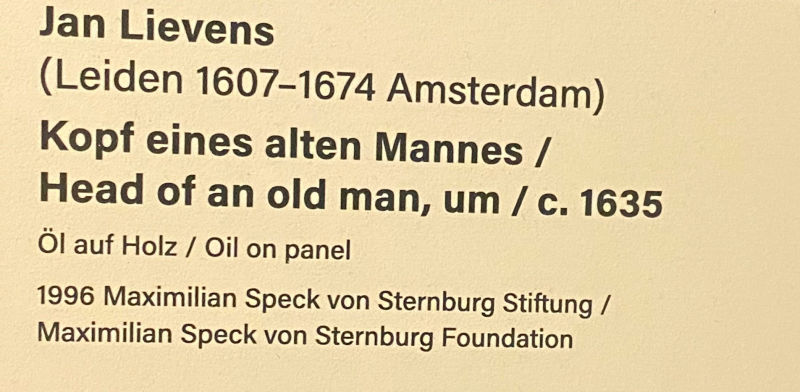 Jan Lievens
(Leiden 1607–1674 Amsterdam)
Kopf eines alten Mannes /
Head of an old man, um / c. 1635
Öl auf Holz / Oil on panel
1996 Maximilian Speck von Sternburg Stiftung /
Maximilian Speck von Sternburg Foundation